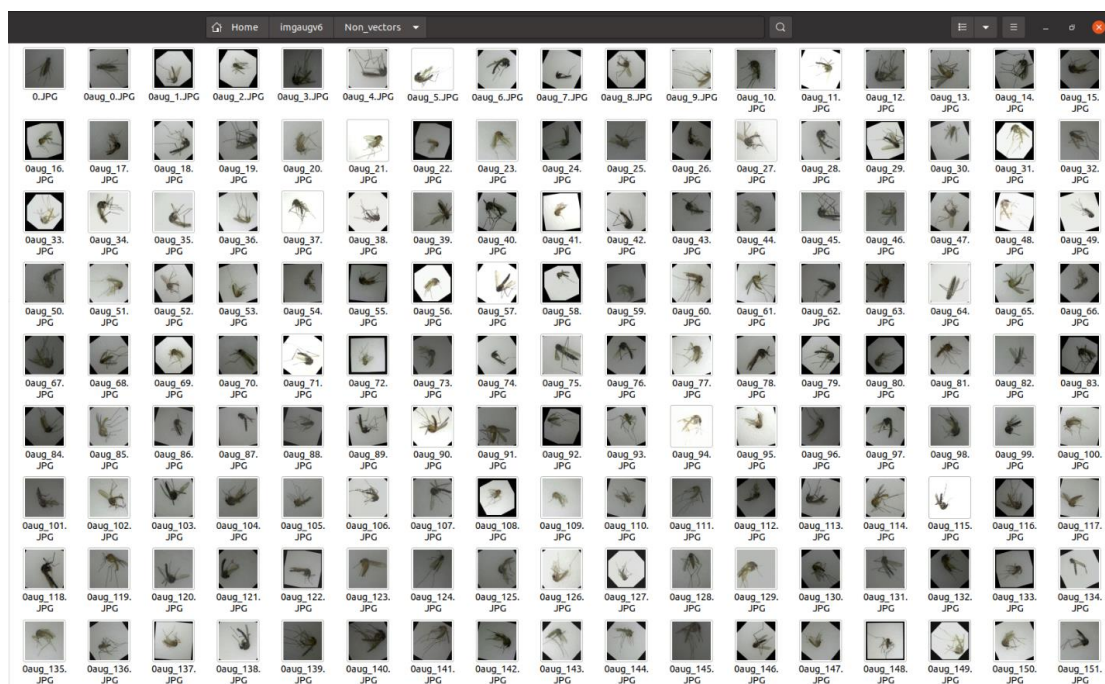 Home imgaugv6 Non_vectors
0.JPG 0aug_0.JPG 0aug_1.JPG 0aug_2.JPG 0aug_3.JPG 0aug_4.JPG 0aug_5.JPG 0aug_6.JPG 0aug_7.JPG 0aug_8.JPG 0aug_9.JPG 0aug_10. 0aug_11. 0aug_12. 0aug_13. 0aug_14. 0aug_15.
JPG JPG JPG JPG JPG JPG
0aug_16. 0aug_17. 0aug_18. 0aug_19. 0aug_20. 0aug_21. 0aug_22. 0aug_23. 0aug_24. 0aug_25. 0aug_26. 0aug_27. 0aug_28. 0aug_29. 0aug_30. 0aug_31. 0aug_32.
JPG JPG JPG JPG JPG JPG JPG JPG JPG JPG JPG JPG JPG JPG JPG JPG JPG
0aug_33. 0aug_34. 0aug_35. 0aug_36. 0aug_37. 0aug_38. 0aug_39. 0aug_40. 0aug_41. 0aug_42. 0aug_43. 0aug_44. 0aug_45. 0aug_46. 0aug_47. 0aug_48. 0aug_49.
JPG JPG JPG JPG JPG JPG JPG JPG JPG JPG JPG JPG JPG JPG JPG JPG JPG
0aug_50. 0aug_51. 0aug_52. 0aug_53. 0aug_54. 0aug_55. 0aug_56. 0aug_57. 0aug_58. 0aug_59. 0aug_60. 0aug_61. 0aug_62. 0aug_63. 0aug_64. 0aug_65. 0aug_66.
JPG JPG JPG JPG JPG JPG JPG JPG JPG JPG JPG JPG JPG JPG JPG JPG JPG
0aug_67. 0aug_68. 0aug_69. 0aug_70. 0aug_71. 0aug_72. 0aug_73. 0aug_74. 0aug_75. 0aug_76. 0aug_77. 0aug_78. 0aug_79. 0aug_80. 0aug_81. 0aug_82. 0aug_83.
JPG JPG JPG JPG JPG JPG JPG JPG JPG JPG JPG JPG JPG JPG JPG JPG JPG
0aug_84. 0aug_85. 0aug_86. 0aug_87. 0aug_88. 0aug_89. 0aug_90. 0aug_91. 0aug_92. 0aug_93. 0aug_94. 0aug_95. 0aug_96. 0aug_97. 0aug_98. 0aug_99. 0aug_100.
JPG JPG JPG JPG JPG JPG JPG JPG JPG JPG JPG JPG JPG JPG JPG JPG JPG
0aug_101. 0aug_102. 0aug_103. 0aug_104. 0aug_105. 0aug_106. 0aug_107. 0aug_108. 0aug_109. 0aug_110. 0aug_111. 0aug_112. 0aug_113. 0aug_114. 0aug_115. 0aug_116. 0aug_117.
JPG JPG JPG JPG JPG JPG JPG JPG JPG JPG JPG JPG JPG JPG JPG JPG JPG
0aug_118. 0aug_119. 0aug_120. 0aug_121. 0aug_122. 0aug_123. 0aug_124. 0aug_125. 0aug_126. 0aug_127. 0aug_128. 0aug_129. 0aug_130. 0aug_131. 0aug_132. 0aug_133. 0aug_134.
JPG JPG JPG JPG JPG JPG JPG JPG JPG JPG JPG JPG JPG JPG JPG JPG JPG
0aug_135. 0aug_136. 0aug_137. 0aug_138. 0aug_139. 0aug_140. 0aug_141. 0aug_142. 0aug_143. 0aug_144. 0aug_145. 0aug_146. 0aug_147. 0aug_148. 0aug_149. 0aug_150. 0aug_151.
JPG JPG JPG JPG JPG JPG JPG JPG JPG JPG JPG JPG JPG JPG JPG JPG JPG